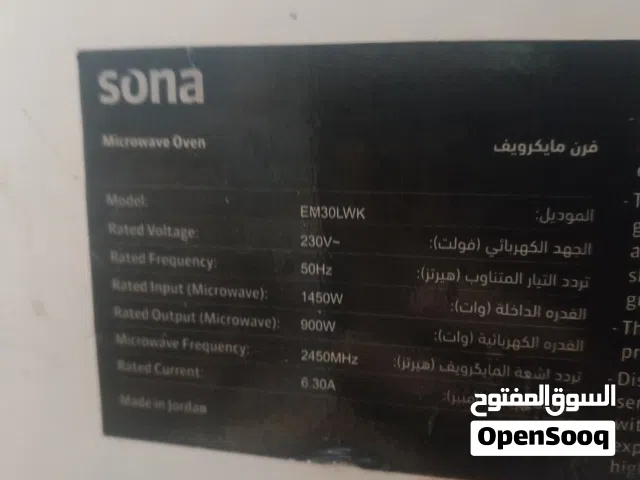 sona
Microwave Oven فرن مايكرويف
Model: EM30LWK الموديل:
Rated Voltage: 230V~ الجهد الكهربائي (فولت):
Rated Frequency: 50Hz تردد التيار المتناوب (هيرتز):
Rated Input (Microwave): 1450W القدره الداخلة (وات):
Rated Output (Microwave): 900W القدره الكهربائية (وات):
Microwave Frequency: 2450MHz تردد اشعة المايكرويف (هيرتز):
Rated Current: 6.30A
Made in Jordan
السوق المفتوح
OpenSooq